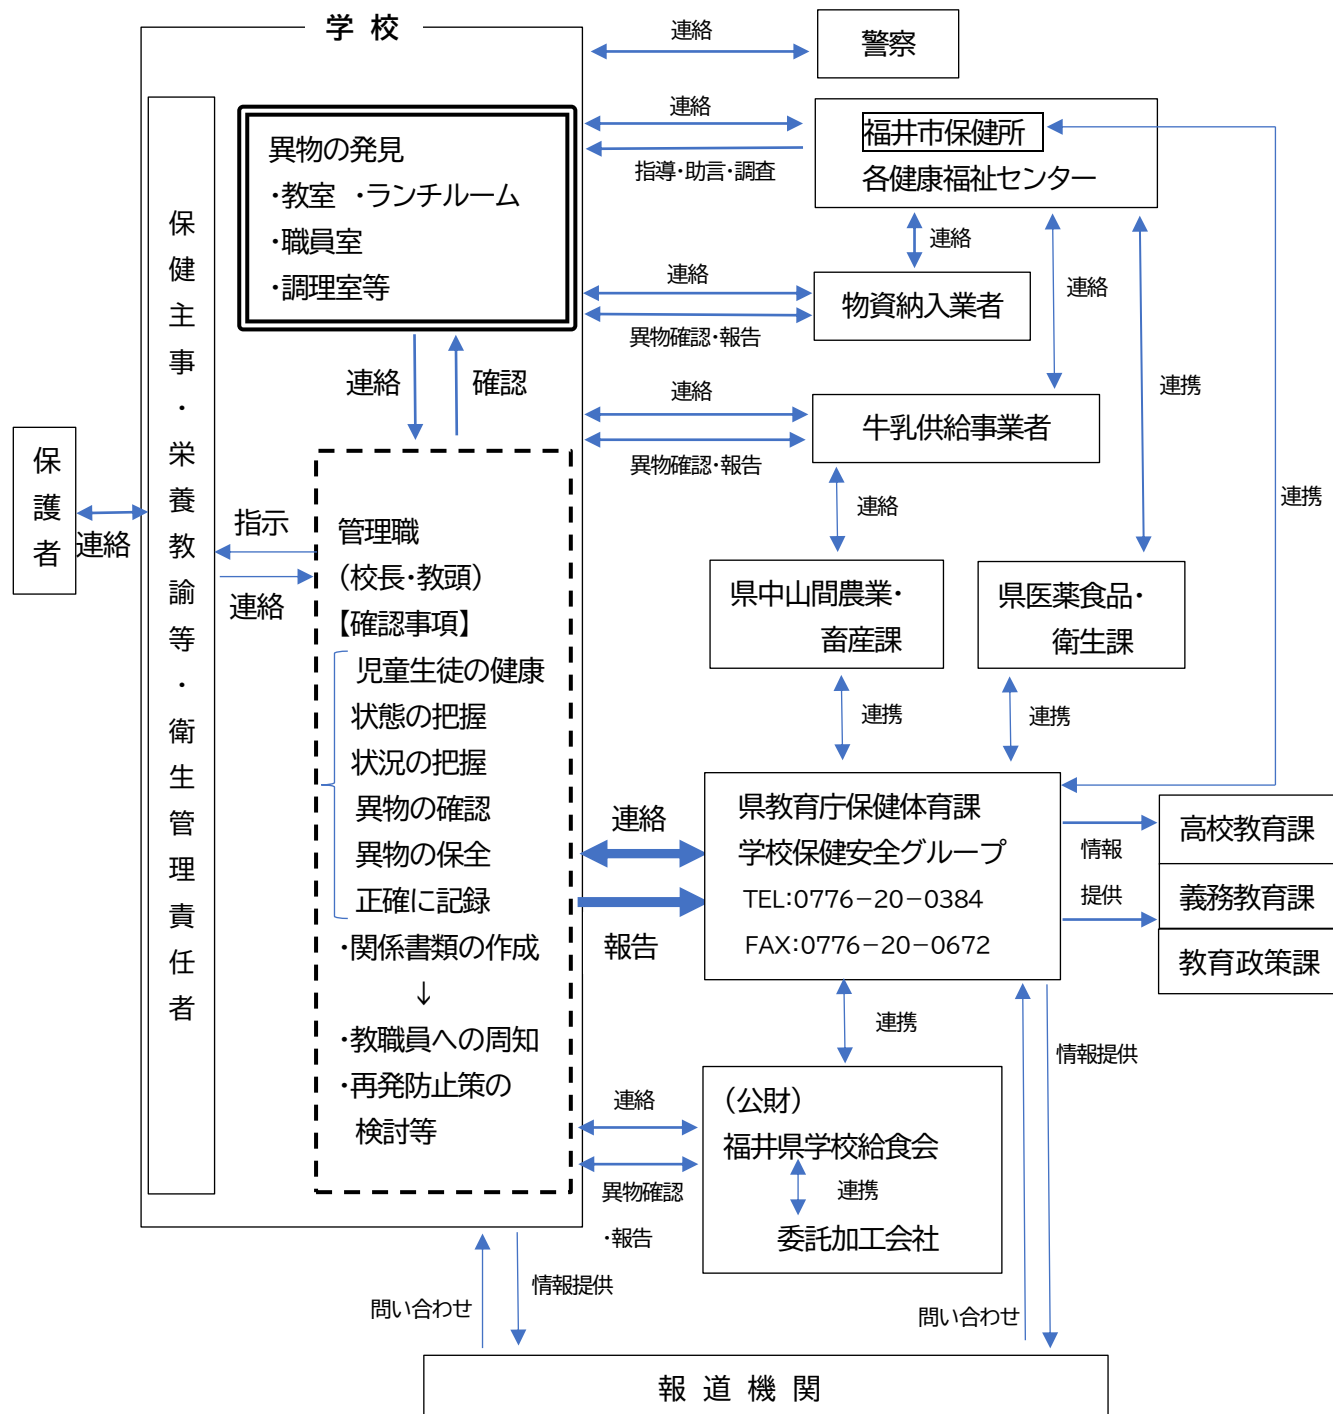 学校
連絡
警察
連絡
福井市保健所
各健康福祉センター
指導・助言・調査
異物の発見
・教室 ・ランチルーム
・職員室
・調理室等
連絡
連絡
物資納入業者
連絡
異物確認・報告
連絡
確認
連絡
牛乳供給事業者
異物確認・報告
連携
連絡
連携
保健主事・栄養教諭等・衛生管理責任者
保護者
連絡
指示
連絡
管理職
（校長・教頭）
【確認事項】
児童生徒の健康
状態の把握
状況の把握
異物の確認
異物の保全
正確に記録
・関係書類の作成
↓
・教職員への周知
・再発防止策の
検討等
県中山間農業・
畜産課
県医薬食品・
衛生課
連携
連携
連絡
報告
県教育庁保健体育課
学校保健安全グループ
TEL:0776-20-0384
FAX:0776-20-0672
情報
提供
高校教育課
義務教育課
教育政策課
連携
情報提供
連絡
異物確認
・報告
（公財）
福井県学校給食会
連携
委託加工会社
問い合わせ
情報提供
問い合わせ
報道機関